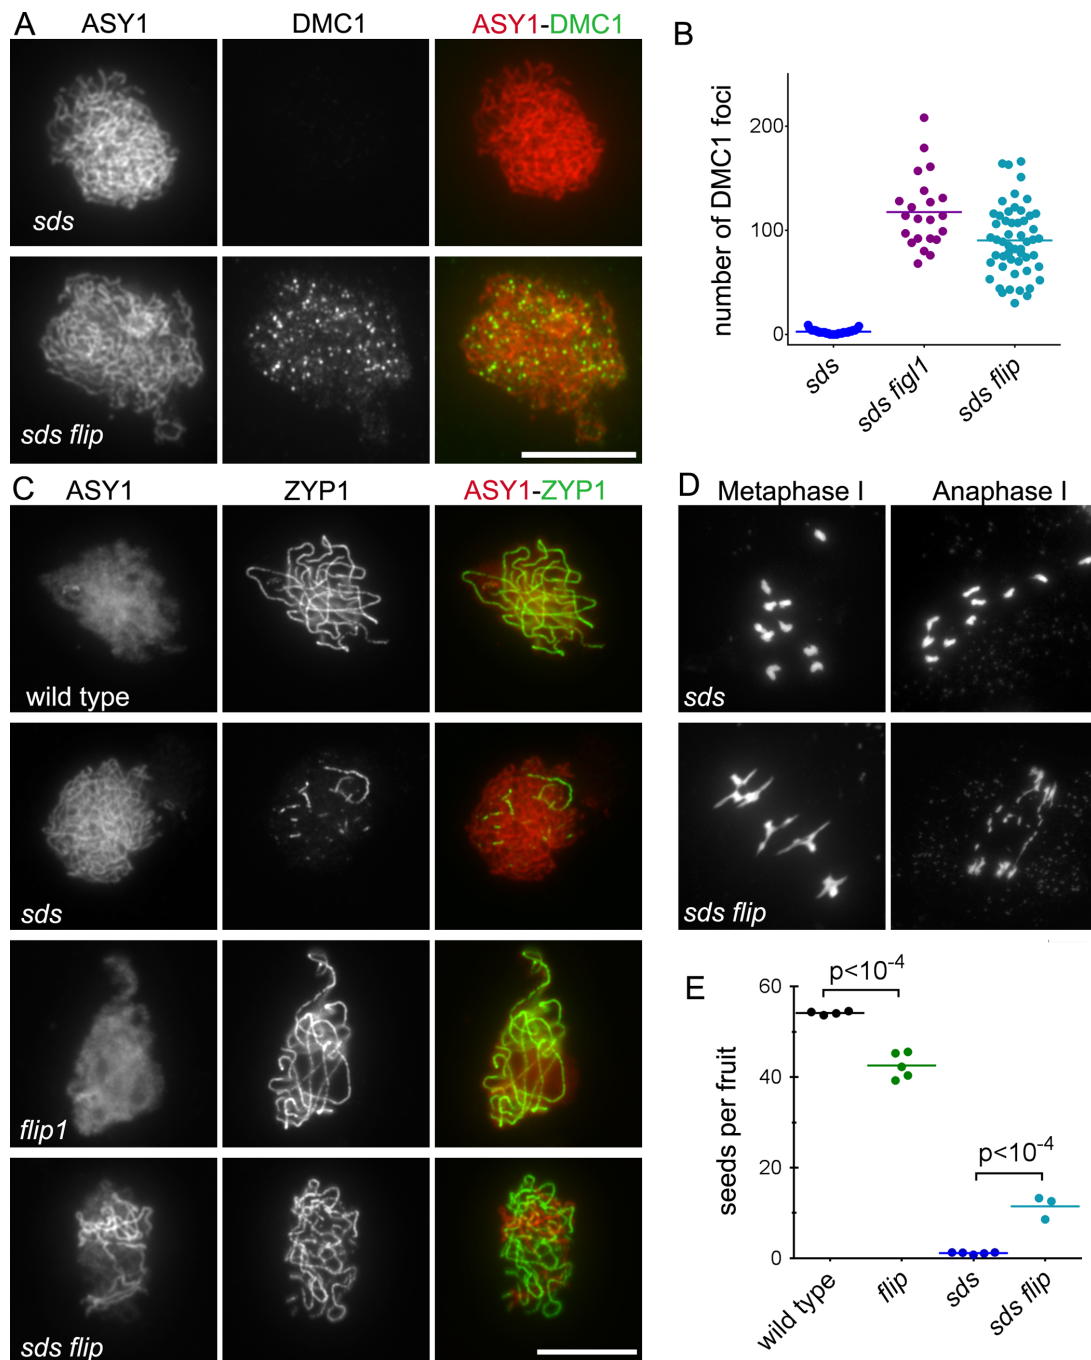 A
ASY1
DMC1
ASY1-DMC1
sds
sds flip
B
number of DMC1 foci
200
100
0
sds
sds figl1
sds flip
C
ASY1
ZYP1
ASY1-ZYP1
wild type
sds
flip1
sds flip
D
Metaphase I
Anaphase I
sds
sds flip
E
seeds per fruit
p<10-4
p<10-4
60
40
20
0
wild type
flip
sds
sds flip